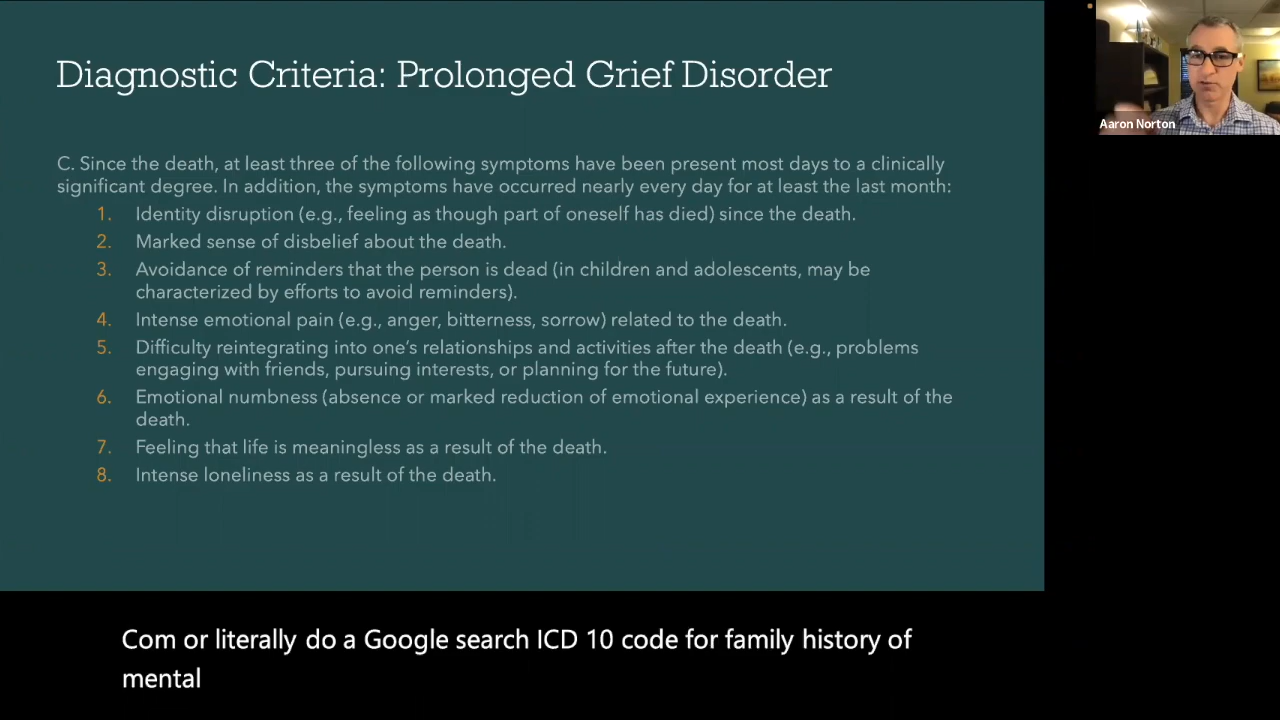 Diagnostic Criteria: Prolonged Grief Disorder
Aaron Norton
C. Since the death, at least three of the following symptoms have been present most days to a clinically
significant degree. In addition, the symptoms have occurred nearly every day for at least the last month:
1. Identity disruption (e.g., feeling as though part of oneself has died) since the death.
2. Marked sense of disbelief about the death.
3. Avoidance of reminders that the person is dead (in children and adolescents, may be
characterized by efforts to avoid reminders).
4. Intense emotional pain (e.g., anger, bitterness, sorrow) related to the death.
5. Difficulty reintegrating into one’s relationships and activities after the death (e.g., problems
engaging with friends, pursuing interests, or planning for the future).
6. Emotional numbness (absence or marked reduction of emotional experience) as a result of the
death.
7. Feeling that life is meaningless as a result of the death.
8. Intense loneliness as a result of the death.
Com or literally do a Google search ICD 10 code for family history of
mental